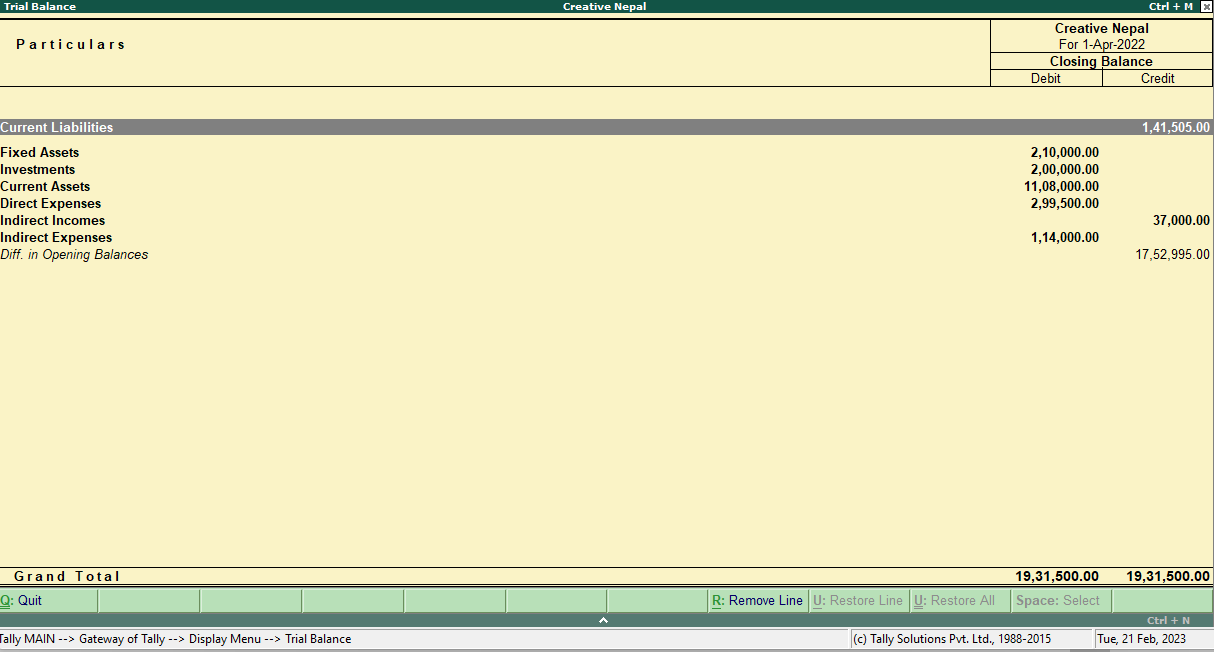 Trial Balance Creative Nepal Ctrl + M
Creative Nepal
Particulars For 1-Apr-2022
Closing Balance
Debit Credit
Current Liabilities 1,41,505.00
Fixed Assets 2,10,000.00
Investments 2,00,000.00
Current Assets 11,08,000.00
Direct Expenses 2,99,500.00
Indirect Incomes 37,000.00
Indirect Expenses 1,14,000.00
Diff. in Opening Balances 17,52,995.00
Grand Total 19,31,500.00 19,31,500.00
Q: Quit R: Remove Line U: Restore Line U: Restore All Space: Select
Ctrl + N
Tally MAIN --> Gateway of Tally --> Display Menu --> Trial Balance (c) Tally Solutions Pvt. Ltd., 1988-2015 Tue, 21 Feb, 2023